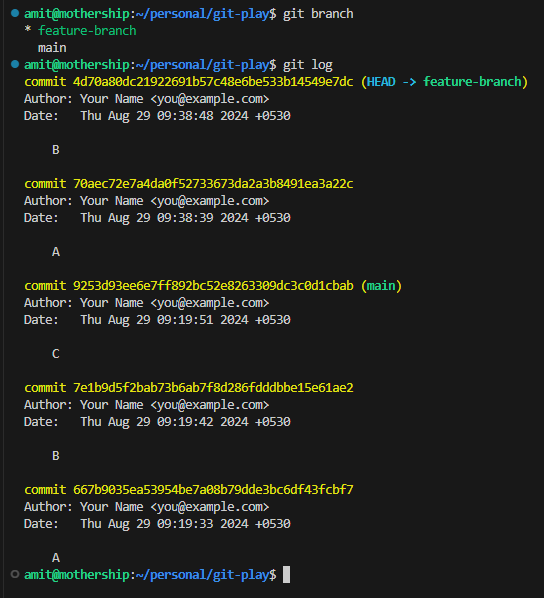 amit@mothership:~/personal/git-play$ git branch
* feature-branch
  main
amit@mothership:~/personal/git-play$ git log
commit 4d70a80dc21922691b57c48e6be533b14549e7dc (HEAD -> feature-branch)
Author: Your Name <you@example.com>
Date:   Thu Aug 29 09:38:48 2024 +0530
    B
commit 70aec72e7a4da0f52733673da2a3b8491ea3a22c
Author: Your Name <you@example.com>
Date:   Thu Aug 29 09:38:39 2024 +0530
    A
commit 9253d93ee6e7ff892bc52e8263309dc3c0d1cbab (main)
Author: Your Name <you@example.com>
Date:   Thu Aug 29 09:19:51 2024 +0530
    C
commit 7e1b9d5f2bab73b6ab7f8d286fdddbbe15e61ae2
Author: Your Name <you@example.com>
Date:   Thu Aug 29 09:19:42 2024 +0530
    B
commit 667b9035ea53954be7a08b79dde3bc6df43fcbf7
Author: Your Name <you@example.com>
Date:   Thu Aug 29 09:19:33 2024 +0530
    A
amit@mothership:~/personal/git-play$